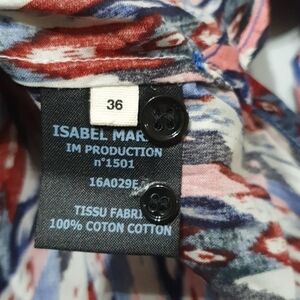 36
ISABEL MAR
IM PRODUCTION
n°1501
16A029E
TISSU FABRI
100% COTON COTTON